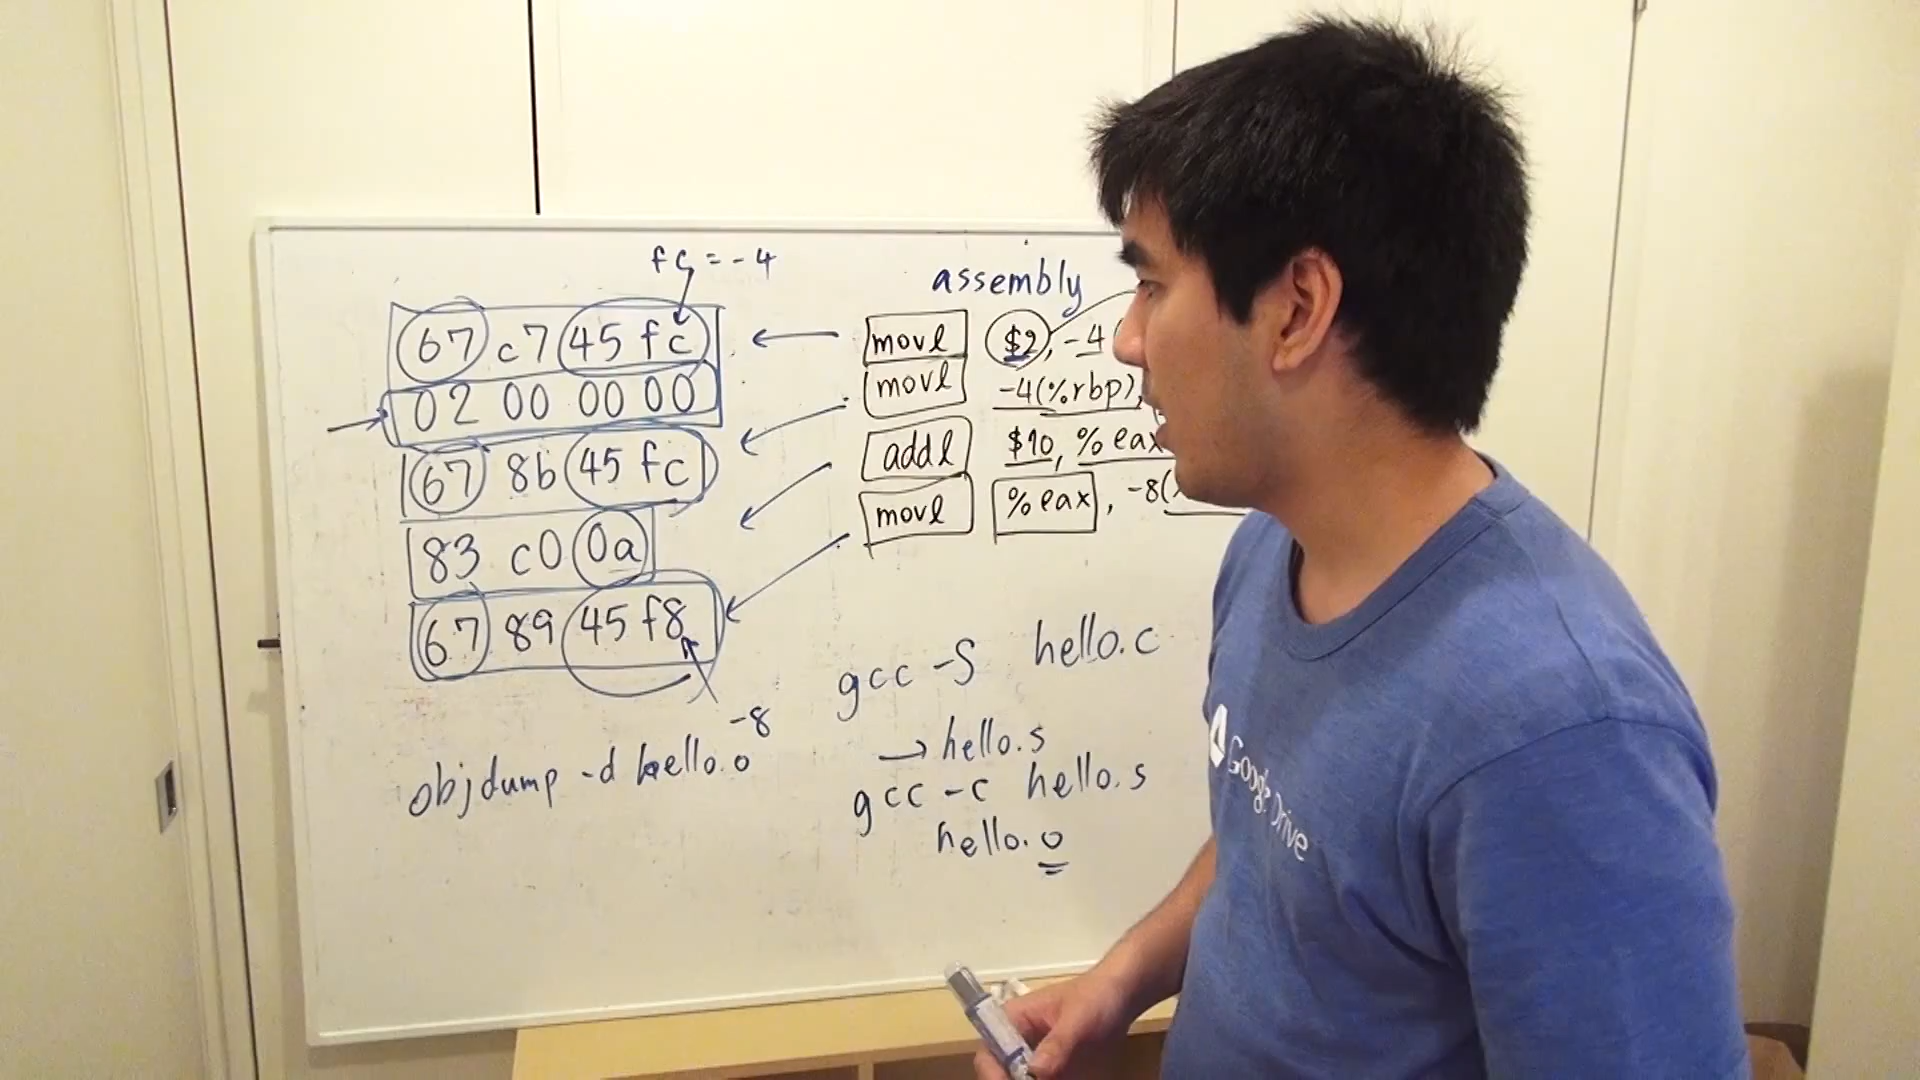 fc = -4
67 c7 45 fc
02 00 00 00
67 8b 45 fc
83 c0 0a
67 89 45 f8
-8
objdump -d hello.o
assembly
movl $2, -4
movl -4(%rbp),
addl $10, %eax
movl %eax, -8(
gcc -S hello.c
→ hello.s
gcc -c hello.s
hello.o
Google Drive